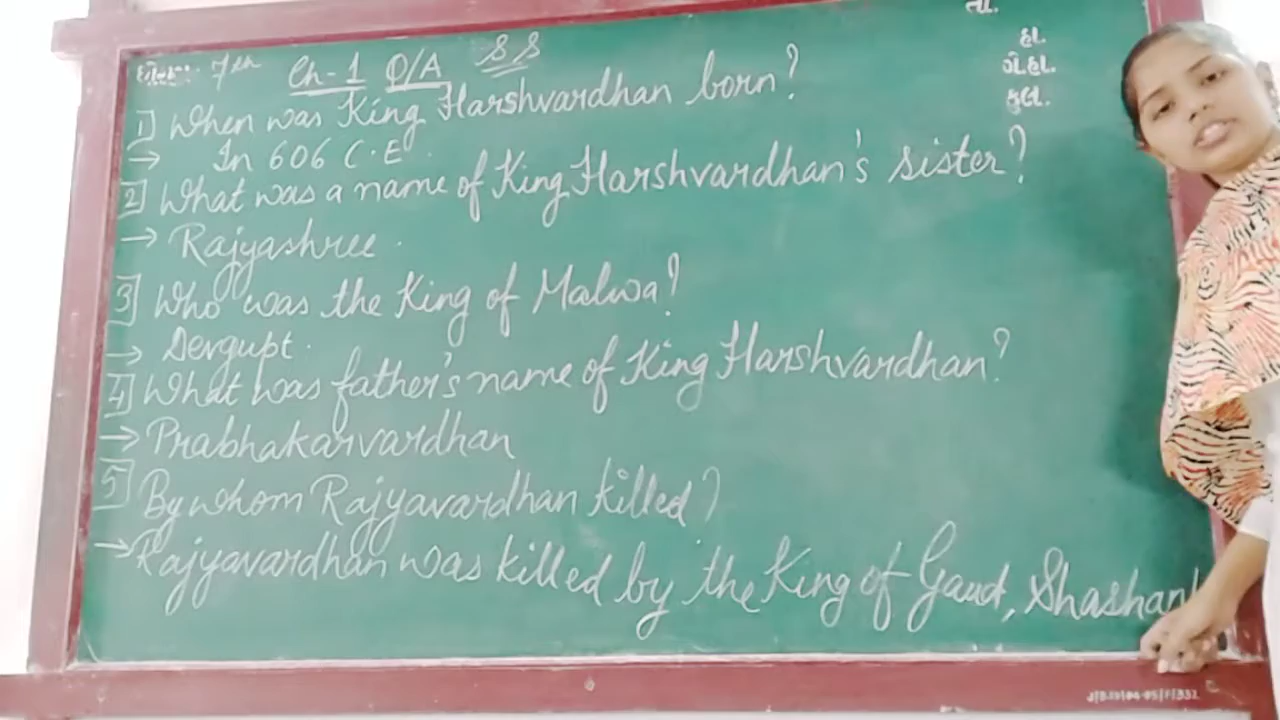 7th Ch-1 Q/A SS
તા.
હા.
ગે.હા.
કુલ.
1 When was King Harshvardhan born?
→ In 606 C.E.
2 What was a name of King Harshvardhan's sister?
→ Rajyashree.
3 Who was the King of Malwa?
→ Devgupt.
4 What was father's name of King Harshvardhan?
→ Prabhakarvardhan
5 By whom Rajyavardhan killed?
→ Rajyavardhan was killed by the King of Gaud, Shashank